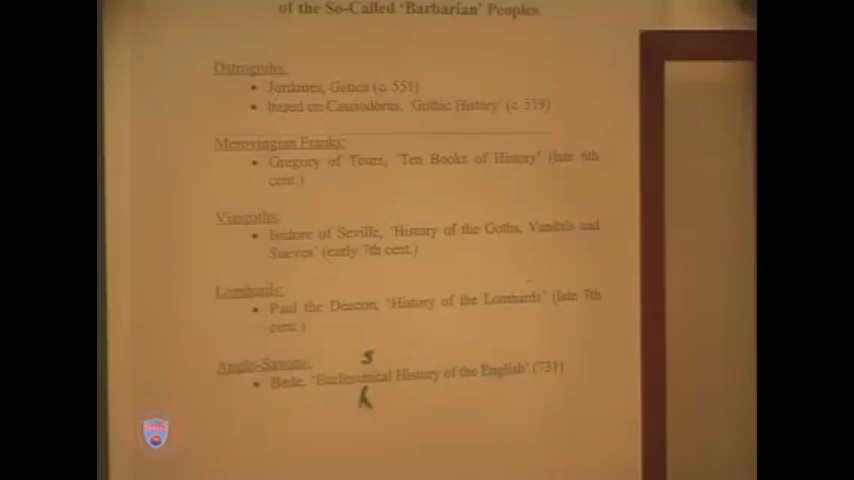 of the So-Called 'Barbarian' Peoples
Ostrogoths:
• Jordanes, Getica (c. 551)
• based on Cassiodorus, 'Gothic History' (c. 519)
Merovingian Franks:
• Gregory of Tours, 'Ten Books of History' (late 6th
cent.)
Visigoths:
• Isidore of Seville, 'History of the Goths, Vandals and
Sueves' (early 7th cent.)
Lombards:
• Paul the Deacon, 'History of the Lombards' (late 7th
cent.)
Anglo-Saxons:
s
• Bede, 'History of the English' (731)